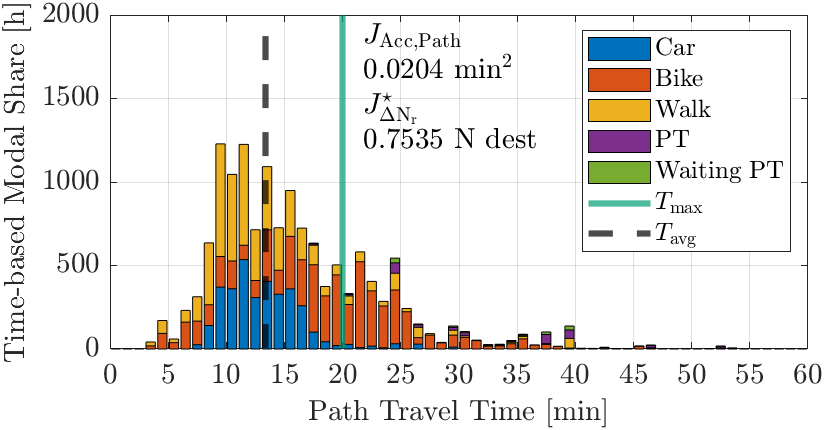 Time-based Modal Share [h]
2000
1500
1000
500
0
J_Acc,Path
0.0204 min²
J*_ΔN_r
0.7535 N dest
Car
Bike
Walk
PT
Waiting PT
T_max
T_avg
0 5 10 15 20 25 30 35 40 45 50 55 60
Path Travel Time [min]